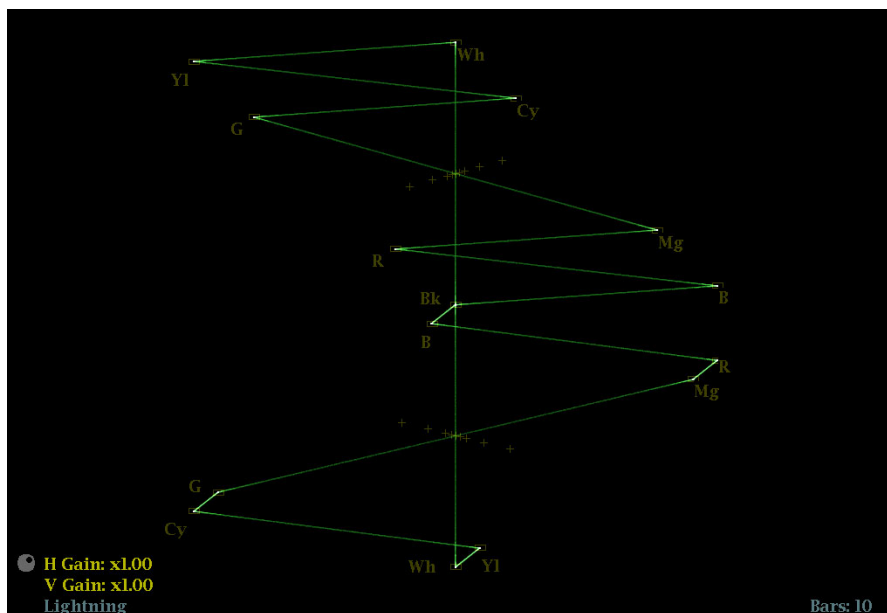 Wh
Yl
Cy
G
Mg
R
Bk
B
B
R
Mg
G
Cy
Wh Yl
H Gain: x1.00
V Gain: x1.00
Lightning Bars: 10